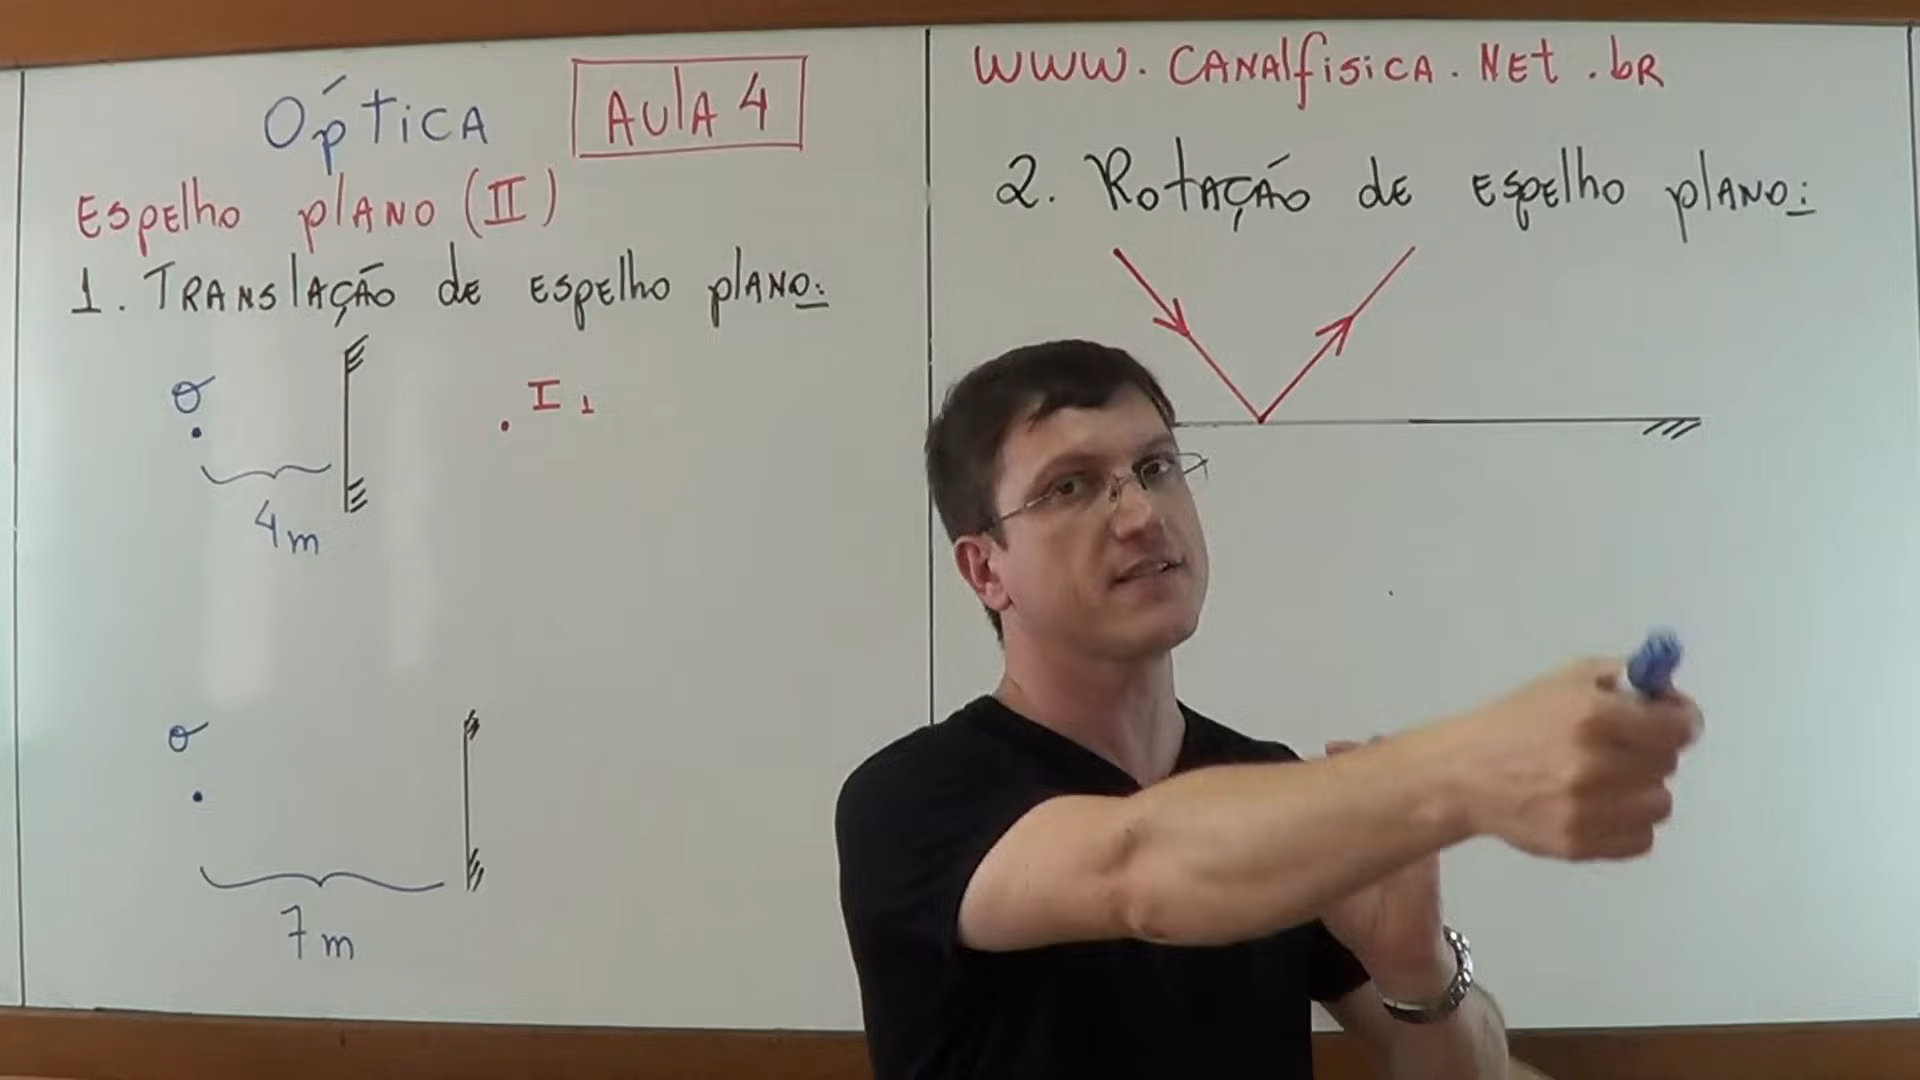 Óptica
Aula 4
Espelho plano (II)
1. Translação de espelho plano:
O
I1
4m
O
7m
www.canalfisica.net.br
2. Rotação de espelho plano: